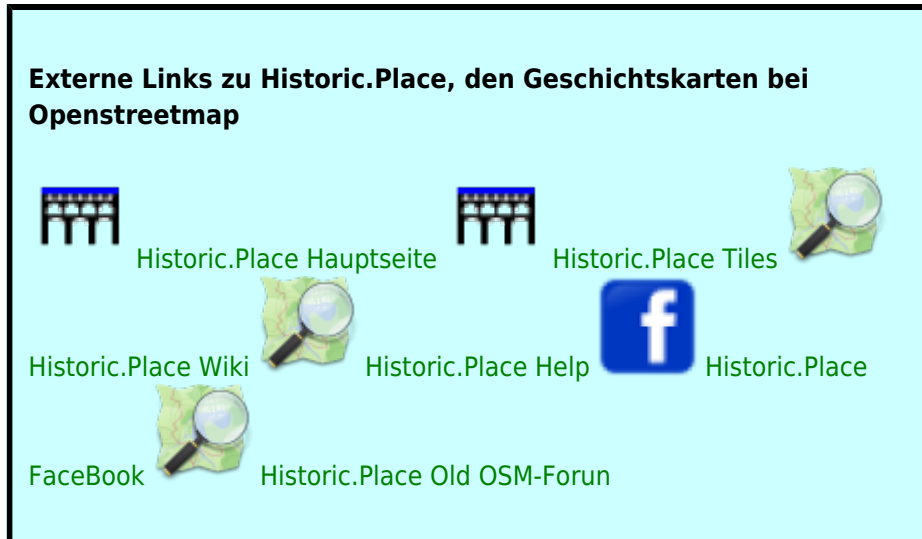 Externe Links zu Historic.Place, den Geschichtskarten bei
Openstreetmap
Historic.Place Hauptseite Historic.Place Tiles
Historic.Place Wiki Historic.Place Help Historic.Place
FaceBook Historic.Place Old OSM-Forun